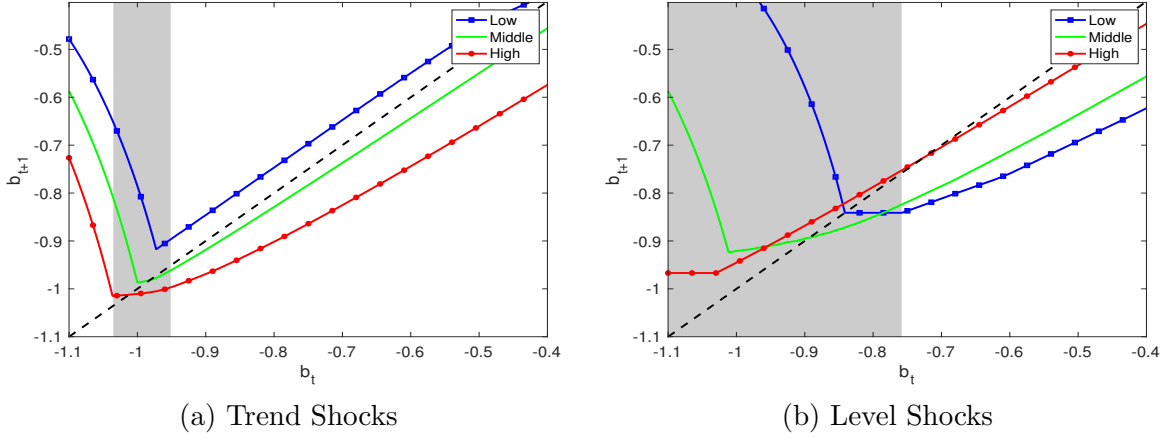 Low
Middle
High
-0.5
-0.6
-0.7
-0.8
-0.9
-1
-1.1
b_{t+1}
-1.1 -1 -0.9 -0.8 -0.7 -0.6 -0.5 -0.4
b_t
(a) Trend Shocks
Low
Middle
High
-0.5
-0.6
-0.7
-0.8
-0.9
-1
-1.1
b_{t+1}
-1.1 -1 -0.9 -0.8 -0.7 -0.6 -0.5 -0.4
b_t
(b) Level Shocks